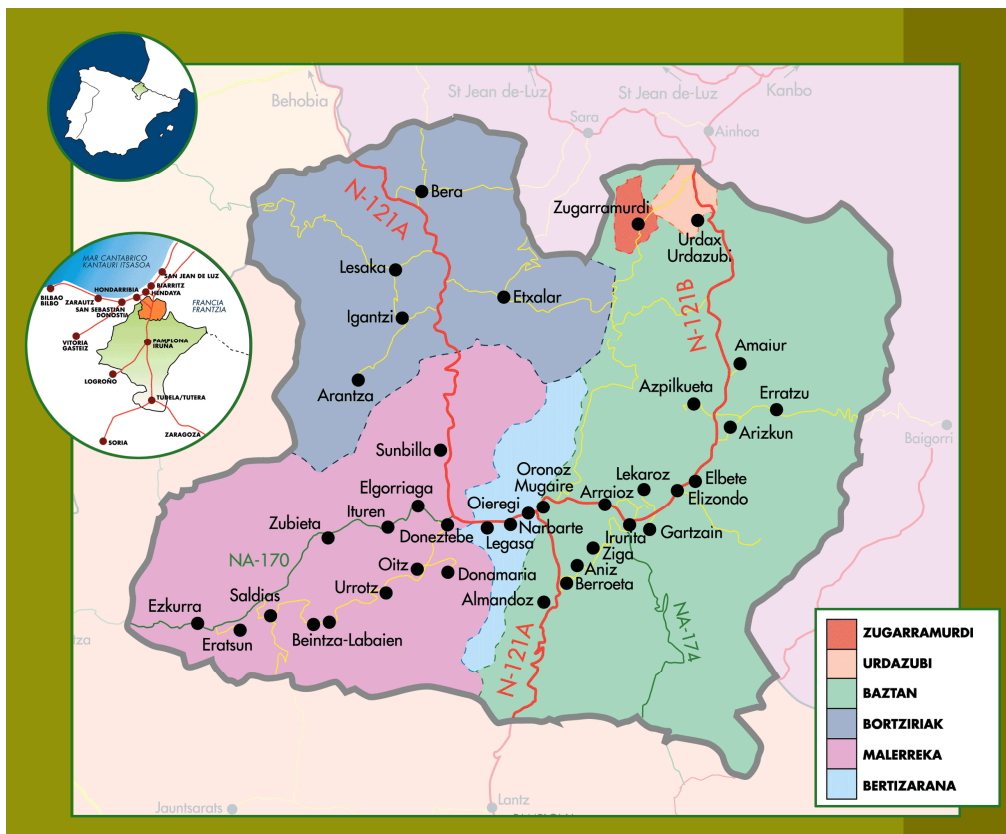 Behobia
St Jean de-Luz
St Jean de-Luz
Kanbo
Sara
Ainhoa
N-121A
Bera
Zugarramurdi
Urdax
Urdazubi
Lesaka
Etxalar
Igantzi
N-121B
Amaiur
Arantza
Azpilkueta
Erratzu
Arizkun
Baigorri
Sunbilla
Oronoz
Mugaire
Lekaroz
Elbete
Elgorriaga
Oieregi
Arraioz
Elizondo
Ituren
Zubieta
Doneztebe
Narbarte
Legasa
Irurita
Gartzain
NA-170
Ziga
Oitz
Donamaria
Aniz
Urrotz
Berroeta
Saldias
Almandoz
Ezkurra
Eratsun
Beintza-Labaien
NA-174
N-121A
Jauntsarats
Lantz
MAR CANTABRICO
KANTAURI ITSASOA
SAN JEAN DE LUZ
BIARRITZ
HENDAYA
HONDARRIBIA
BILBAO
BILBO
ZARAUTZ
SAN SEBASTIÁN
DONOSTIA
FRANCIA
FRANTZIA
VITORIA
GASTEIZ
PAMPLONA
IRUÑA
LOGROÑO
TUDELA/TUTERA
ZARAGOZA
SORIA
ZUGARRAMURDI
URDAZUBI
BAZTAN
BORTZIRIAK
MALERREKA
BERTIZARANA